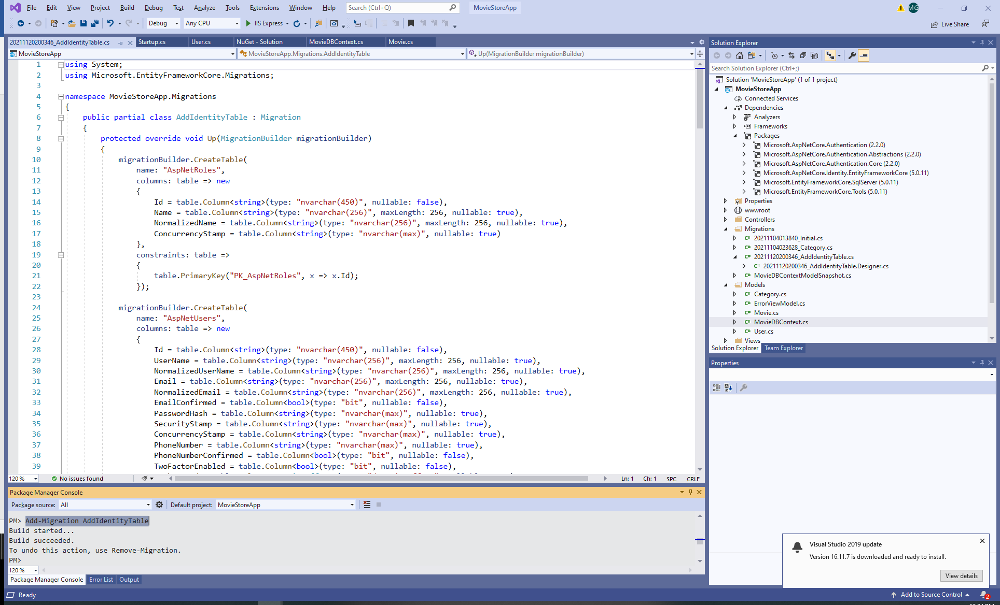 File Edit View Project Build Debug Test Analyze Tools Extensions Window Help Search (Ctrl+Q) MovieStoreApp MG
Debug Any CPU IIS Express Live Share
20211120200346_AddIdentityTable.cs Startup.cs User.cs NuGet - Solution MovieDBContext.cs Movie.cs
MovieStoreApp MovieStoreApp.Migrations.AddIdentityTable Up(MigrationBuilder migrationBuilder)
1 using System;
2 using Microsoft.EntityFrameworkCore.Migrations;
3
4 namespace MovieStoreApp.Migrations
5 {
6 public partial class AddIdentityTable : Migration
7 {
8 protected override void Up(MigrationBuilder migrationBuilder)
9 {
10 migrationBuilder.CreateTable(
11 name: "AspNetRoles",
12 columns: table => new
13 {
14 Id = table.Column<string>(type: "nvarchar(450)", nullable: false),
15 Name = table.Column<string>(type: "nvarchar(256)", maxLength: 256, nullable: true),
16 NormalizedName = table.Column<string>(type: "nvarchar(256)", maxLength: 256, nullable: true),
17 ConcurrencyStamp = table.Column<string>(type: "nvarchar(max)", nullable: true)
18 },
19 constraints: table =>
20 {
21 table.PrimaryKey("PK_AspNetRoles", x => x.Id);
22 });
23
24 migrationBuilder.CreateTable(
25 name: "AspNetUsers",
26 columns: table => new
27 {
28 Id = table.Column<string>(type: "nvarchar(450)", nullable: false),
29 UserName = table.Column<string>(type: "nvarchar(256)", maxLength: 256, nullable: true),
30 NormalizedUserName = table.Column<string>(type: "nvarchar(256)", maxLength: 256, nullable: true),
31 Email = table.Column<string>(type: "nvarchar(256)", maxLength: 256, nullable: true),
32 NormalizedEmail = table.Column<string>(type: "nvarchar(256)", maxLength: 256, nullable: true),
33 EmailConfirmed = table.Column<bool>(type: "bit", nullable: false),
34 PasswordHash = table.Column<string>(type: "nvarchar(max)", nullable: true),
35 SecurityStamp = table.Column<string>(type: "nvarchar(max)", nullable: true),
36 ConcurrencyStamp = table.Column<string>(type: "nvarchar(max)", nullable: true),
37 PhoneNumber = table.Column<string>(type: "nvarchar(max)", nullable: true),
38 PhoneNumberConfirmed = table.Column<bool>(type: "bit", nullable: false),
39 TwoFactorEnabled = table.Column<bool>(type: "bit", nullable: false),
120 % No issues found Ln: 1 Ch: 1 SPC CRLF
Package Manager Console
Package source: All Default project: MovieStoreApp
PM> Add-Migration AddIdentityTable
Build started...
Build succeeded.
To undo this action, use Remove-Migration.
PM>
120 %
Package Manager Console Error List Output
Solution Explorer
Search Solution Explorer (Ctrl+;)
Solution 'MovieStoreApp' (1 of 1 project)
MovieStoreApp
Connected Services
Dependencies
Analyzers
Frameworks
Packages
Microsoft.AspNetCore.Authentication (2.2.0)
Microsoft.AspNetCore.Authentication.Abstractions (2.2.0)
Microsoft.AspNetCore.Authentication.Core (2.2.0)
Microsoft.AspNetCore.Identity.EntityFrameworkCore (5.0.11)
Microsoft.EntityFrameworkCore.SqlServer (5.0.11)
Microsoft.EntityFrameworkCore.Tools (5.0.11)
Properties
wwwroot
Controllers
Migrations
C# 20211104013840_Initial.cs
C# 20211104023628_Category.cs
C# 20211120200346_AddIdentityTable.cs
C# 20211120200346_AddIdentityTable.Designer.cs
C# MovieDBContextModelSnapshot.cs
Models
C# Category.cs
C# ErrorViewModel.cs
C# Movie.cs
C# MovieDBContext.cs
C# User.cs
Views
Solution Explorer Team Explorer
Properties
Visual Studio 2019 update
Version 16.11.7 is downloaded and ready to install.
View details
Ready Add to Source Control 2